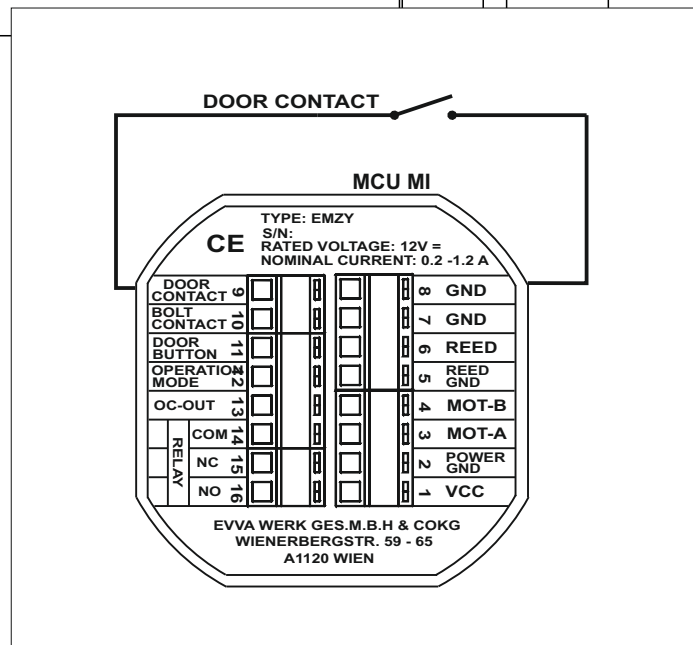 DOOR CONTACT
MCU MI
CE
TYPE: EMZY
S/N:
RATED VOLTAGE: 12V =
NOMINAL CURRENT: 0.2 -1.2 A
DOOR CONTACT 9
BOLT CONTACT 10
DOOR BUTTON 11
OPERATION MODE 12
OC-OUT 13
RELAY
COM 14
NC 15
NO 16
8 GND
7 GND
6 REED
5 REED GND
4 MOT-B
3 MOT-A
2 POWER GND
1 VCC
EVVA WERK GES.M.B.H & COKG
WIENERBERGSTR. 59 - 65
A1120 WIEN